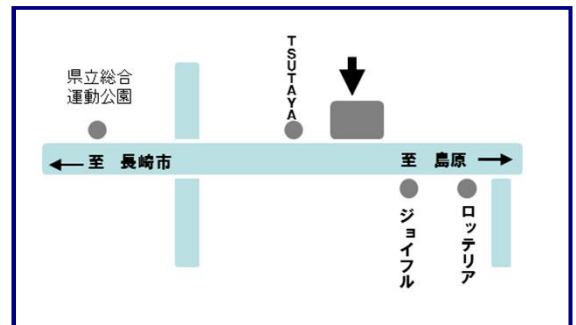 県立総合
運動公園
TSUTAYA
← 至 長崎市
至 島原 →
ジョイフル
ロッテリア